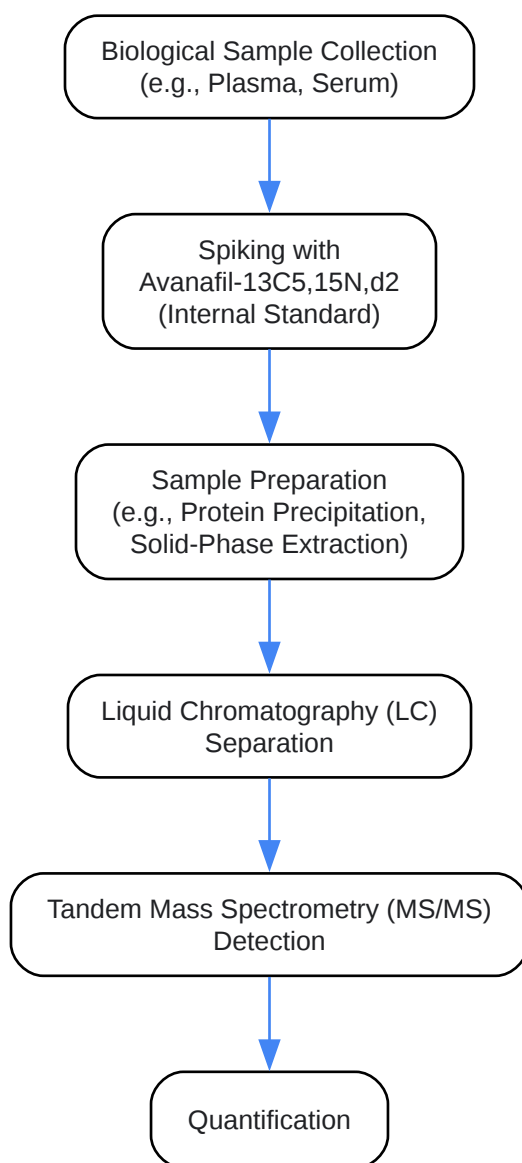 Biological Sample Collection
(e.g., Plasma, Serum)
Spiking with
Avanafil-13C5,15N,d2
(Internal Standard)
Sample Preparation
(e.g., Protein Precipitation,
Solid-Phase Extraction)
Liquid Chromatography (LC)
Separation
Tandem Mass Spectrometry (MS/MS)
Detection
Quantification